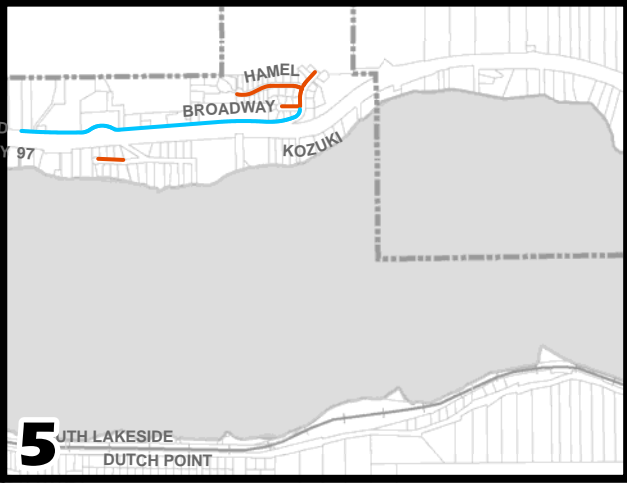 HAMEL
BROADWAY
D
Y 97
KOZUKI
5
UTH LAKESIDE
DUTCH POINT